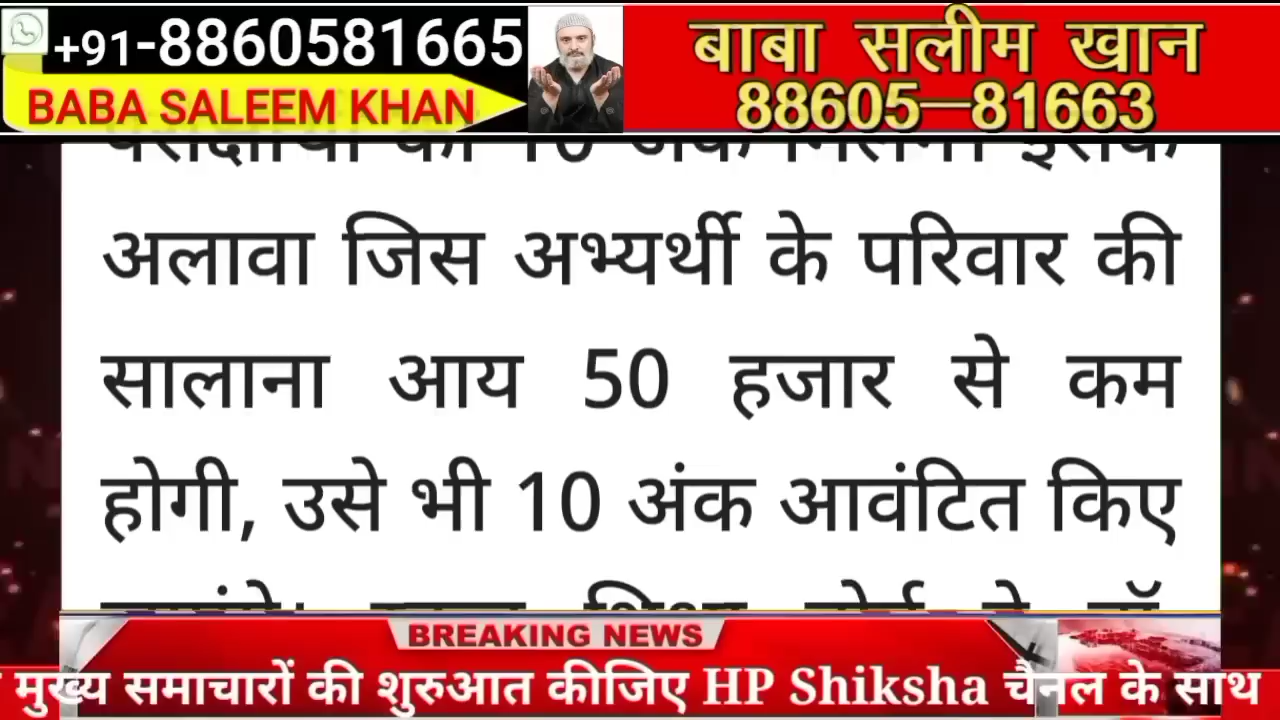 +91-8860581665
BABA SALEEM KHAN
बाबा सलीम खान
88605–81663
अलावा जिस अभ्यर्थी के परिवार की
सालाना आय 50 हजार से कम
होगी, उसे भी 10 अंक आवंटित किए
BREAKING NEWS
मुख्य समाचारों की शुरुआत कीजिए HP Shiksha चैनल के साथ